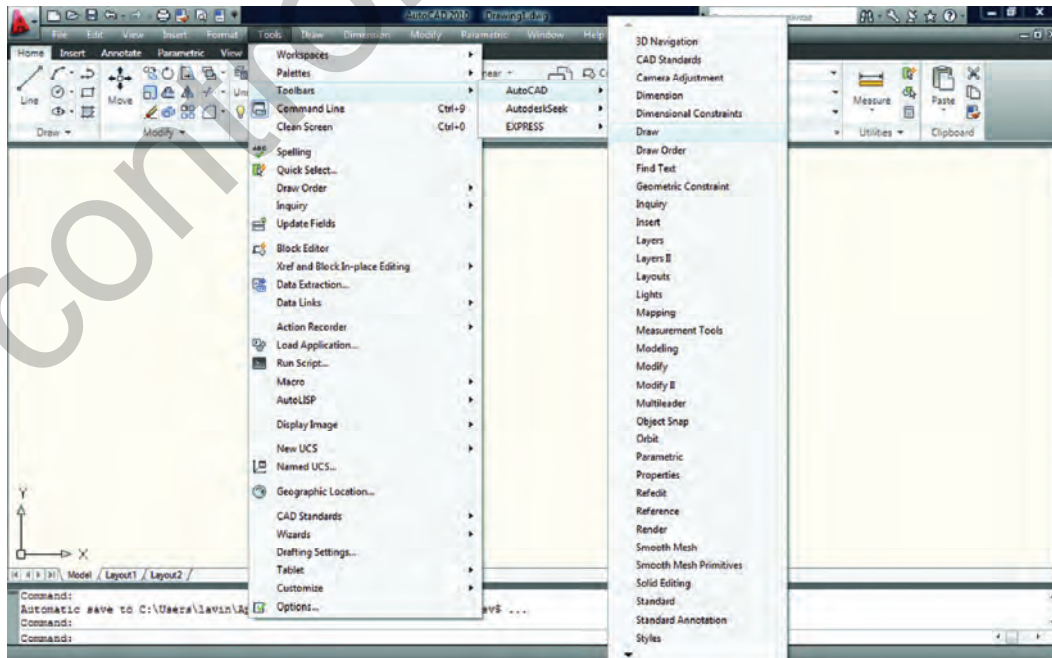 AutoCAD 2010 Drawing1.dwg
File Edit View Insert Format Tools Draw Dimension Modify Parametric Window Help
Home Insert Annotate Parametric View
Line
Move
Measure
Paste
Draw
Modify
Utilities
Clipboard
Workspaces
Palettes
Toolbars
Command Line Ctrl+9
Clean Screen Ctrl+0
Spelling
Quick Select...
Draw Order
Inquiry
Update Fields
Block Editor
Xref and Block In-place Editing
Data Extraction...
Data Links
Action Recorder
Load Application...
Run Script...
Macro
AutoLISP
Display Image
New UCS
Named UCS...
Geographic Location...
CAD Standards
Wizards
Drafting Settings...
Tablet
Customize
Options...
AutoCAD
AutodeskSeek
EXPRESS
3D Navigation
CAD Standards
Camera Adjustment
Dimension
Dimensional Constraints
Draw
Draw Order
Find Text
Geometric Constraint
Inquiry
Insert
Layers
Layers II
Layouts
Lights
Mapping
Measurement Tools
Modeling
Modify
Modify II
Multileader
Object Snap
Orbit
Parametric
Properties
Refedit
Reference
Render
Smooth Mesh
Smooth Mesh Primitives
Solid Editing
Standard
Standard Annotation
Styles
Y
X
Model Layout1 Layout2
Command:
Automatic save to C:\Users\lavin\
Command:
Command: